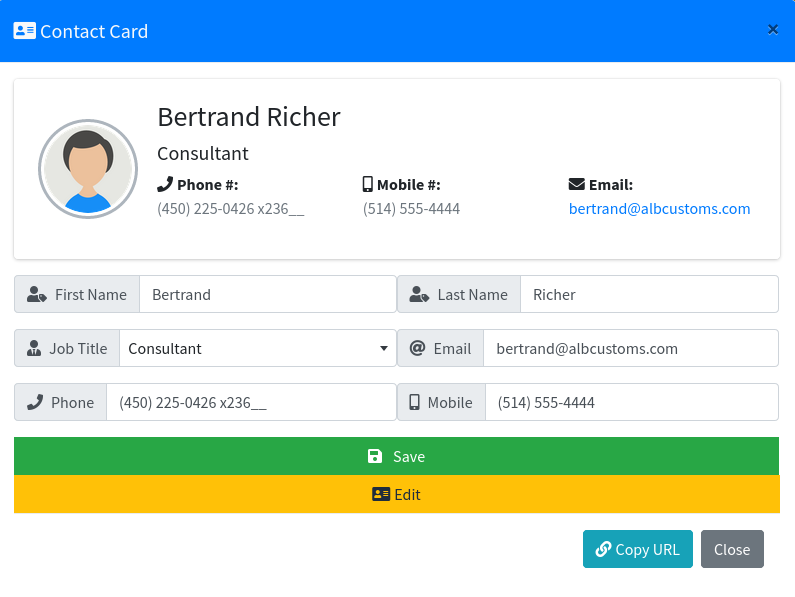 Contact Card ×
Bertrand Richer
Consultant
Phone #: Mobile #: Email:
(450) 225-0426 x236__ (514) 555-4444 bertrand@albcustoms.com
First Name Bertrand Last Name Richer
Job Title Consultant @ Email bertrand@albcustoms.com
Phone (450) 225-0426 x236__ Mobile (514) 555-4444
Save
Edit
Copy URL Close